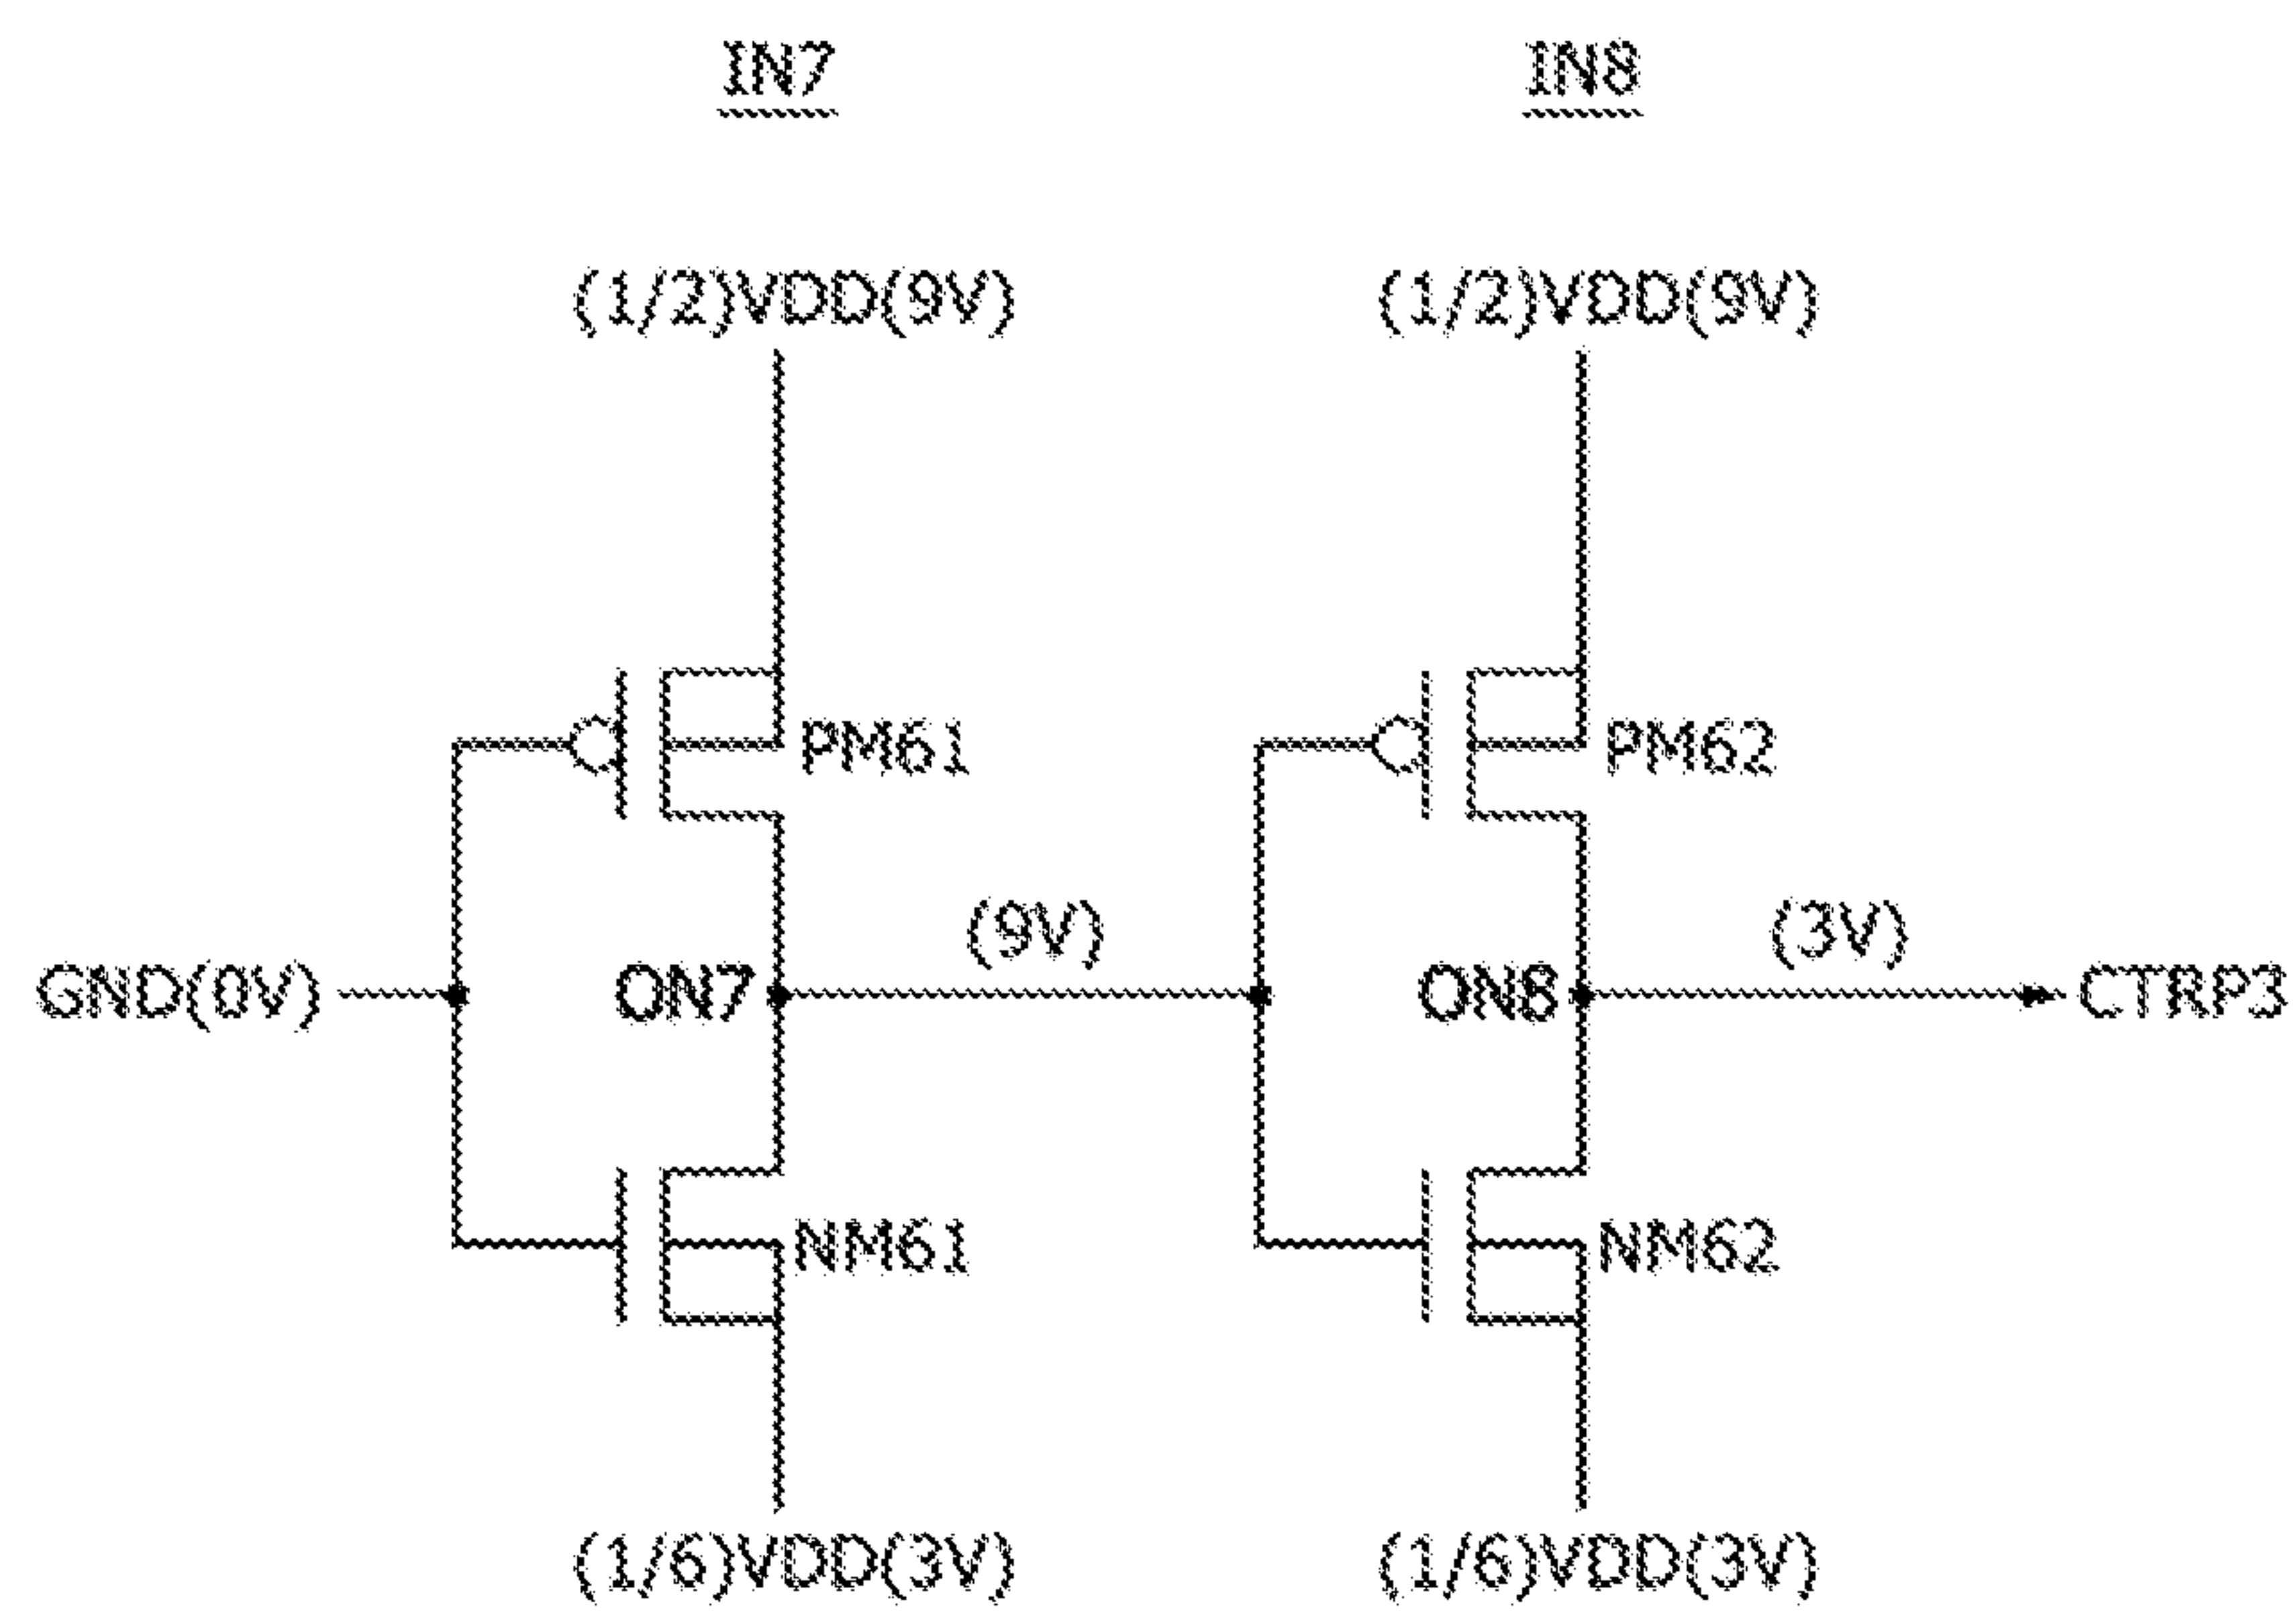 IN7 IN8
(1/2)VDD(9V) (1/2)VDD(9V)
PM61 PM62
(9V) (3V)
GND(0V) ON7 ON8 CTRP3
NM61 NM62
(1/6)VDD(3V) (1/6)VDD(3V)